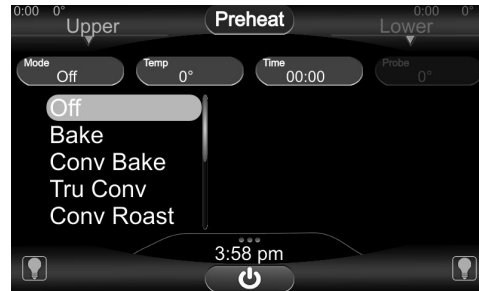 0:00 0° Preheat 0:00 0°
Upper Lower
Mode Temp Time Probe
Off 0° 00:00 0°
Off
Bake
Conv Bake
Tru Conv
Conv Roast
3:58 pm